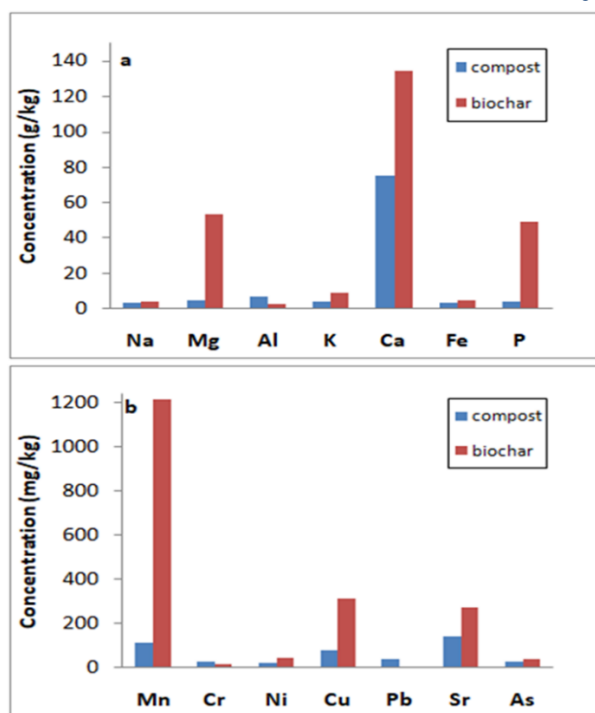 a
compost
biochar
Concentration (g/kg)
140
120
100
80
60
40
20
0
Na Mg Al K Ca Fe P
b
compost
biochar
Concentration (mg/kg)
1200
1000
800
600
400
200
0
Mn Cr Ni Cu Pb Sr As